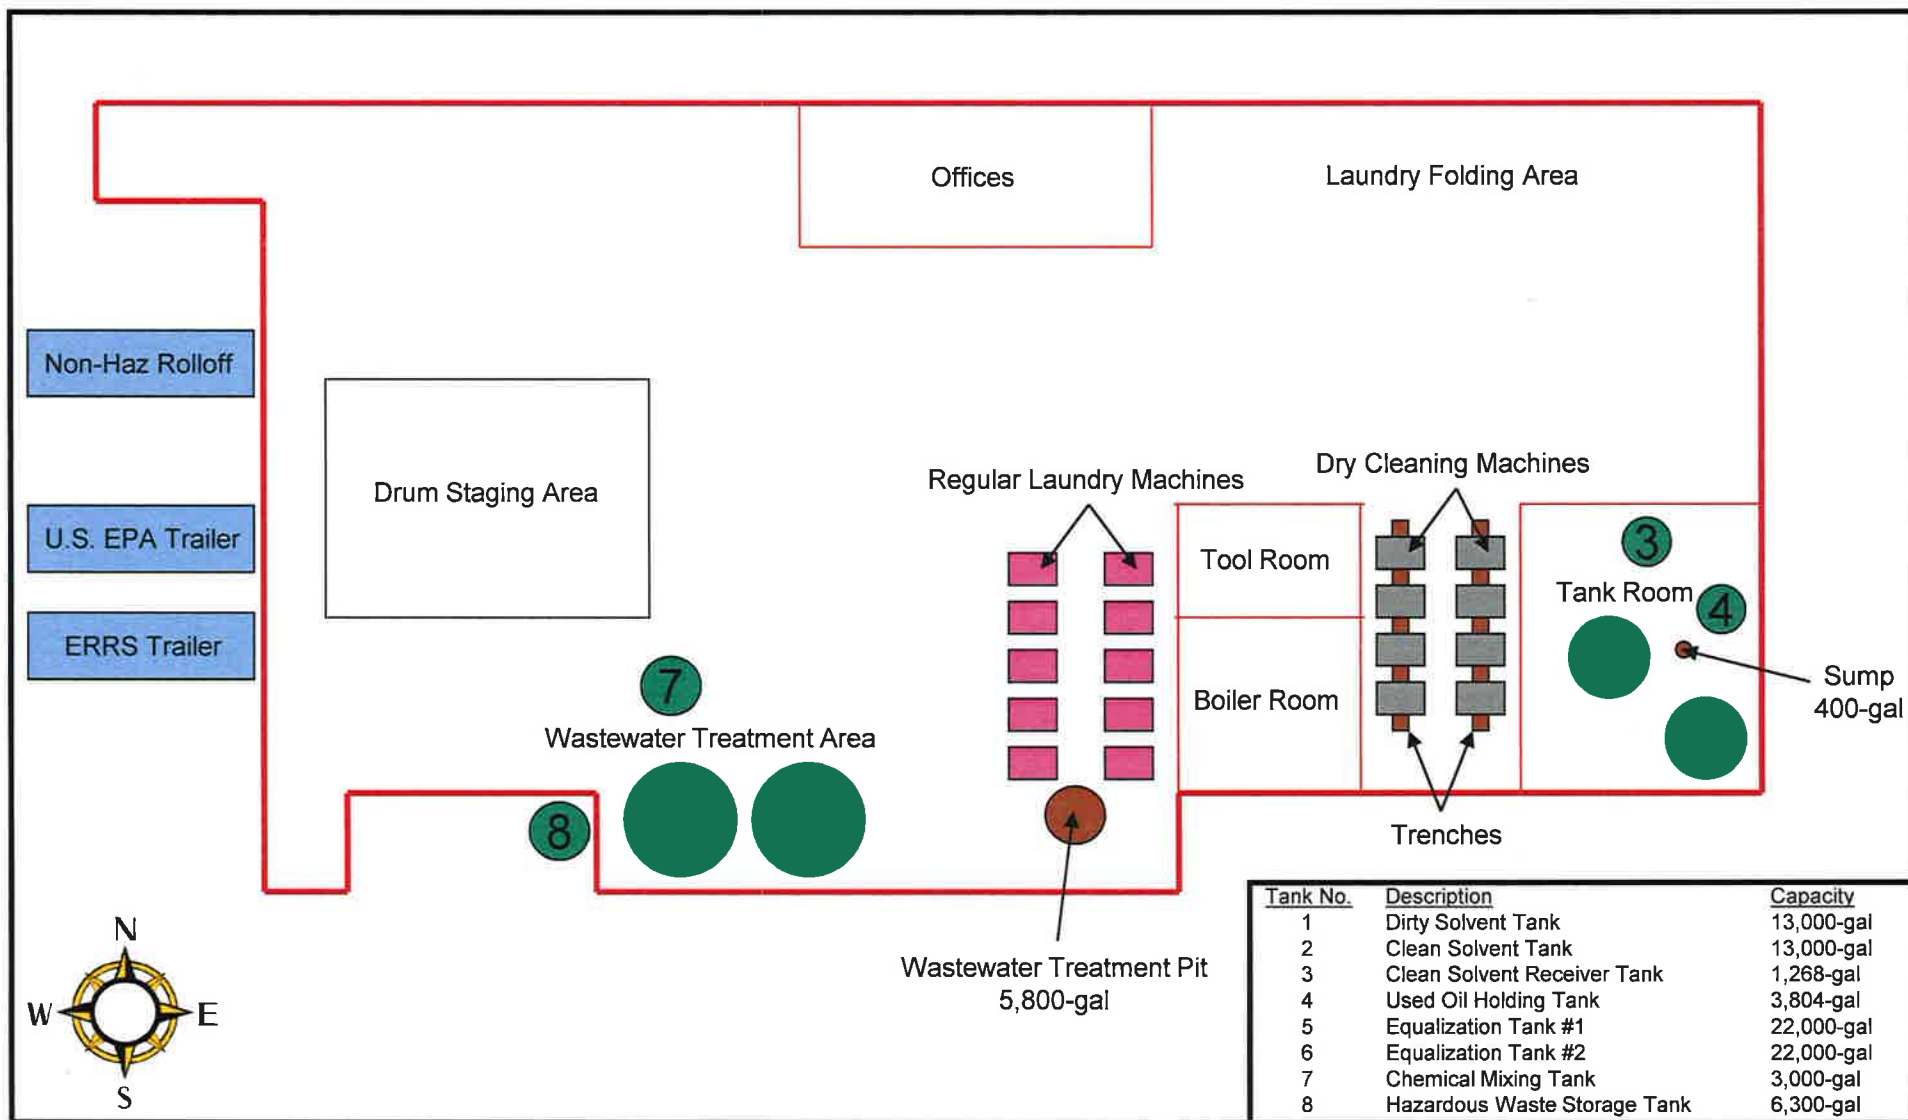 Offices
Laundry Folding Area
Non-Haz Rolloff
Drum Staging Area
Regular Laundry Machines
Dry Cleaning Machines
U.S. EPA Trailer
3
Tool Room
Tank Room
4
ERRS Trailer
7
Boiler Room
Sump
400-gal
Wastewater Treatment Area
8
Trenches
Wastewater Treatment Pit
5,800-gal
N
W E
S
Tank No. Description Capacity
1 Dirty Solvent Tank 13,000-gal
2 Clean Solvent Tank 13,000-gal
3 Clean Solvent Receiver Tank 1,268-gal
4 Used Oil Holding Tank 3,804-gal
5 Equalization Tank #1 22,000-gal
6 Equalization Tank #2 22,000-gal
7 Chemical Mixing Tank 3,000-gal
8 Hazardous Waste Storage Tank 6,300-gal